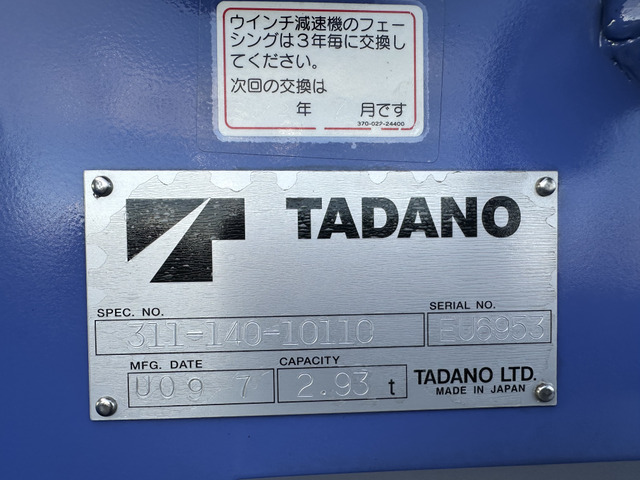 ウインチ減速機のフェー
シングは3年毎に交換し
てください。
次回の交換は
年 月です
370-027-24400
TADANO
SPEC. NO. SERIAL NO.
311-140-10110 EU6953
MFG. DATE CAPACITY
U09 7 2.93 t TADANO LTD.
MADE IN JAPAN